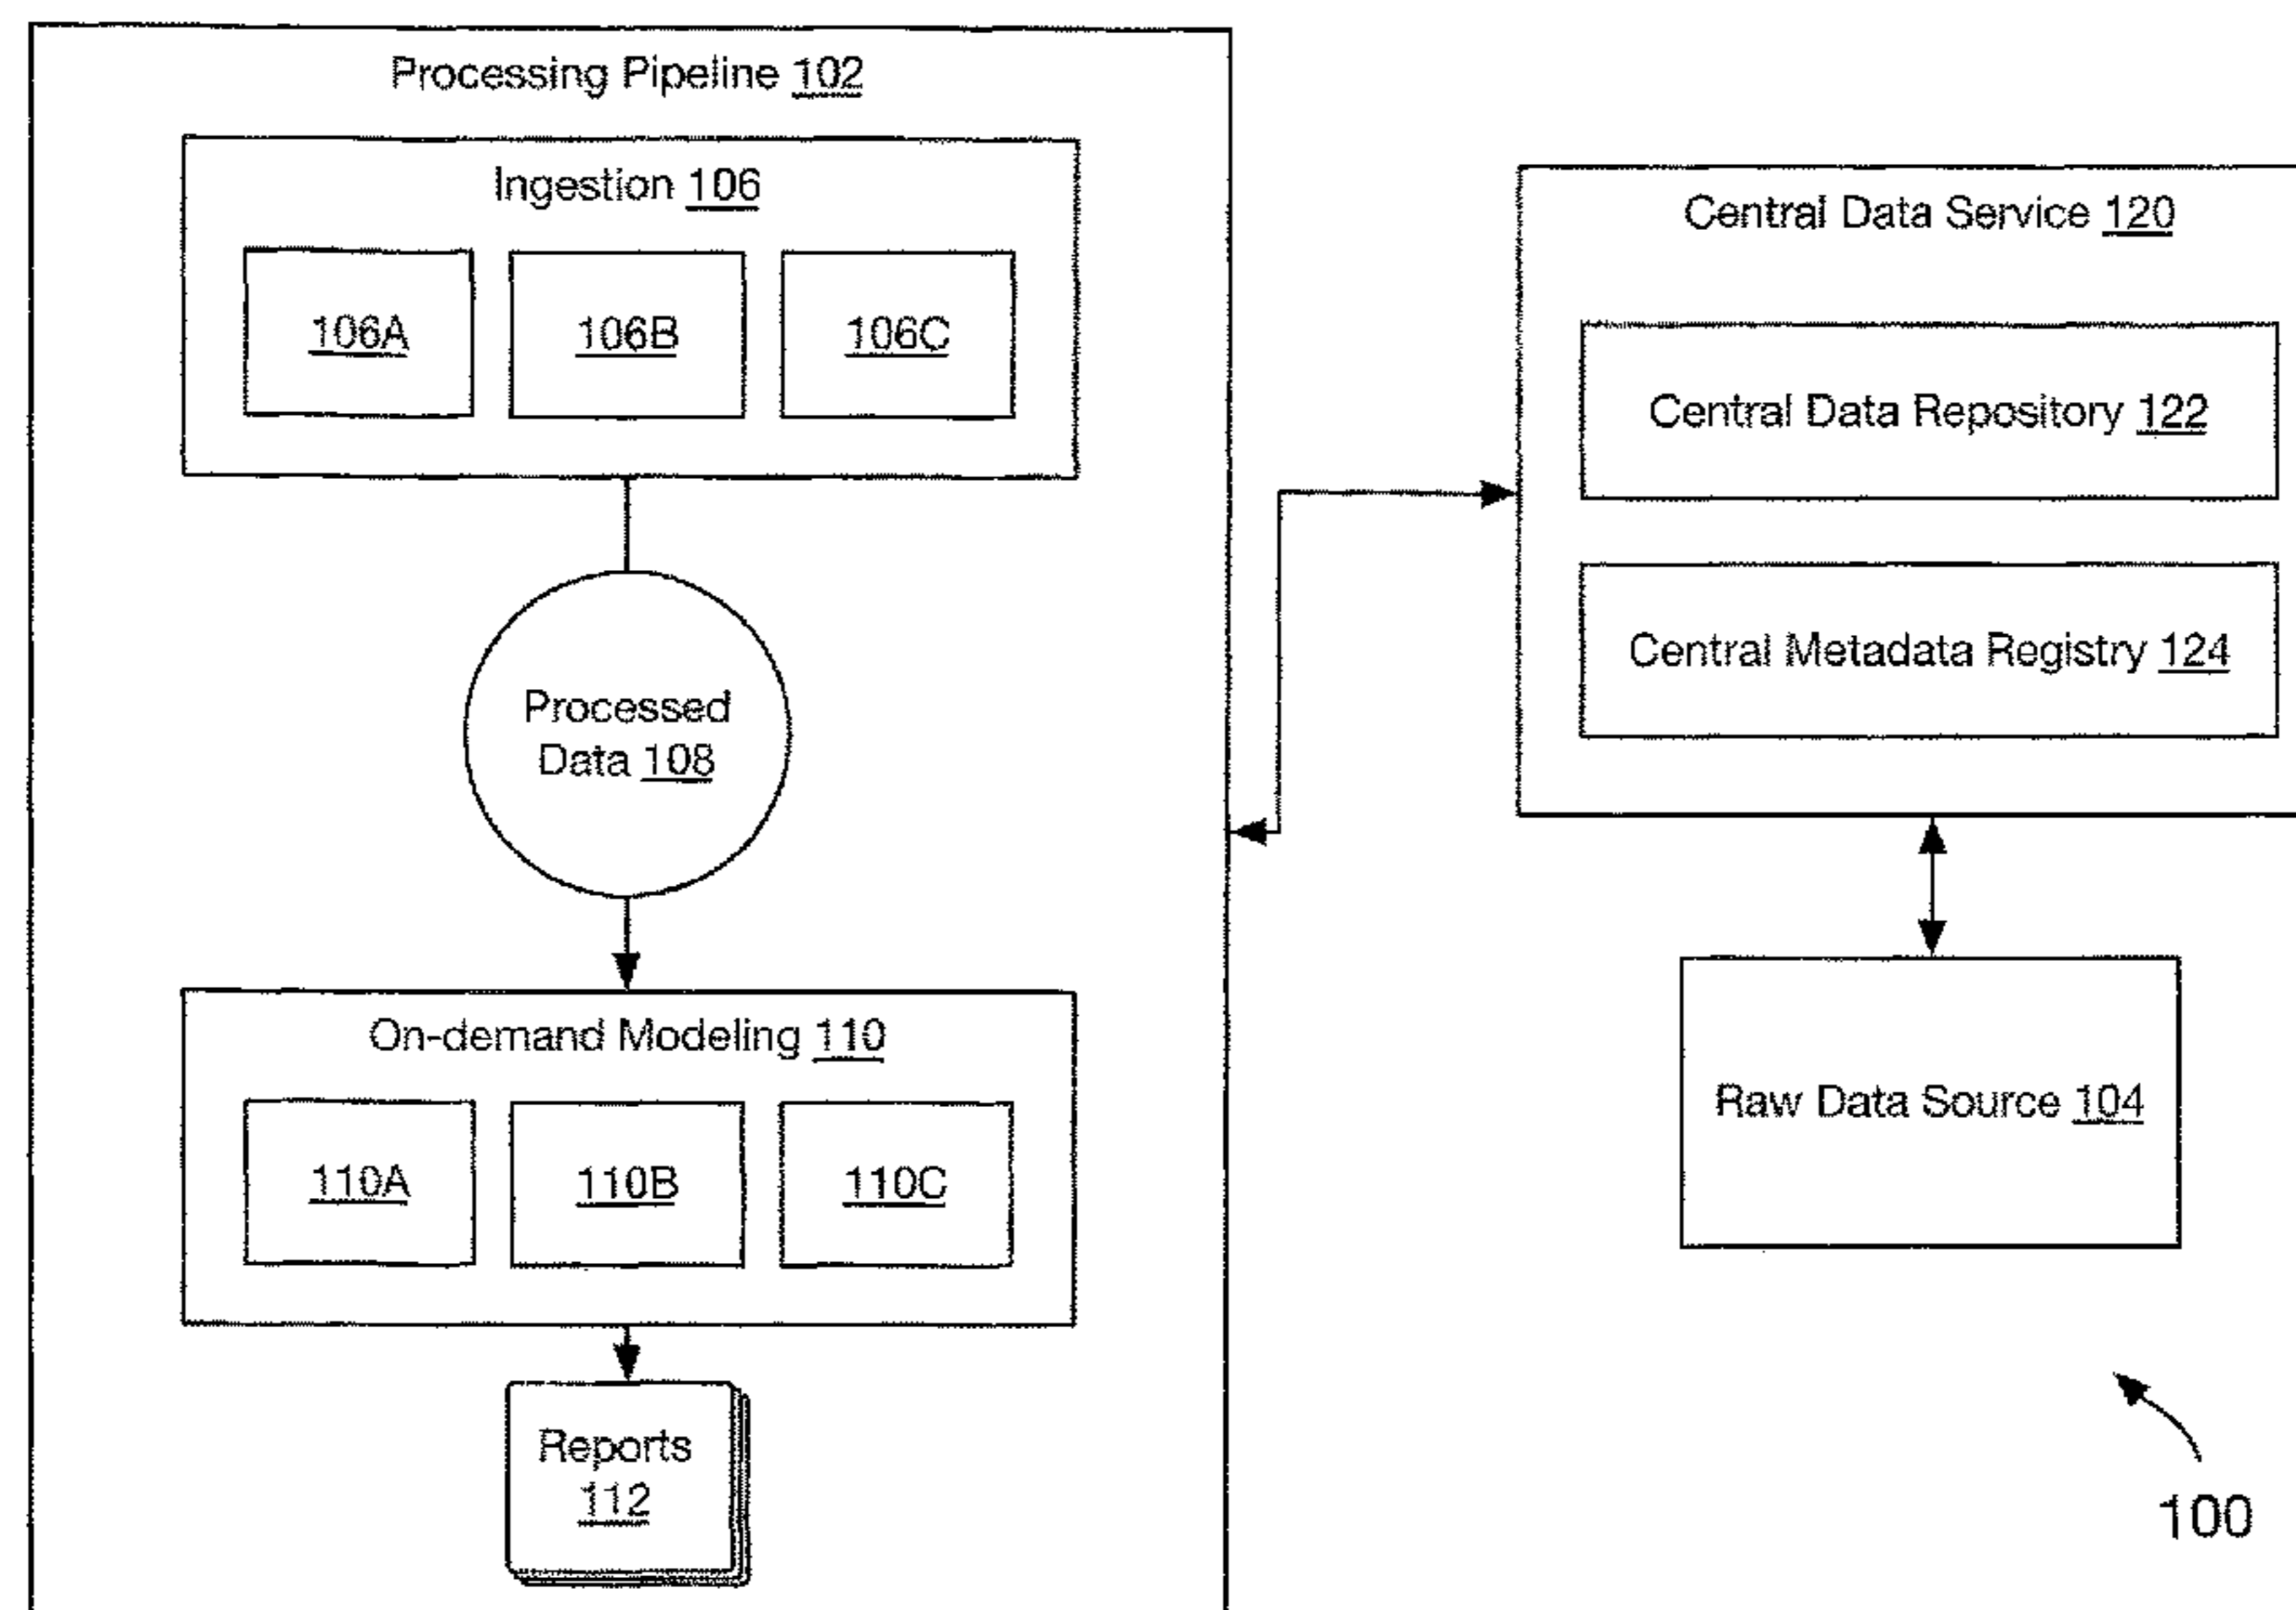 Processing Pipeline 102
Ingestion 106
106A 106B 106C
Processed
Data 108
On-demand Modeling 110
110A 110B 110C
Reports
112
Central Data Service 120
Central Data Repository 122
Central Metadata Registry 124
Raw Data Source 104
100